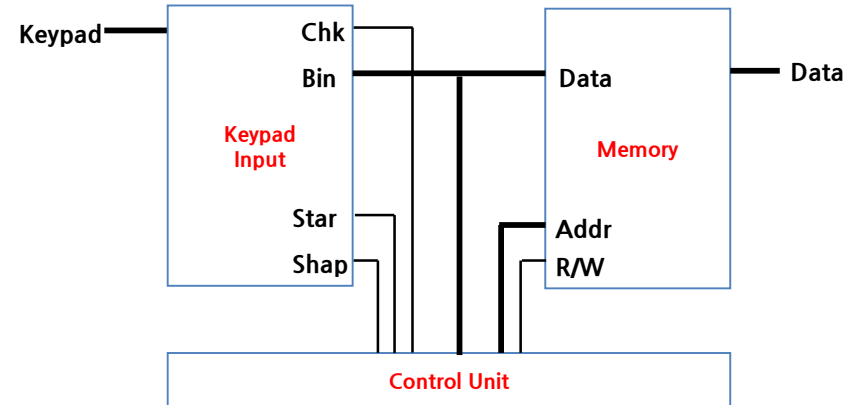 Keypad
Chk
Bin
Data
Data
Keypad
Input
Memory
Star
Addr
Shap
R/W
Control Unit